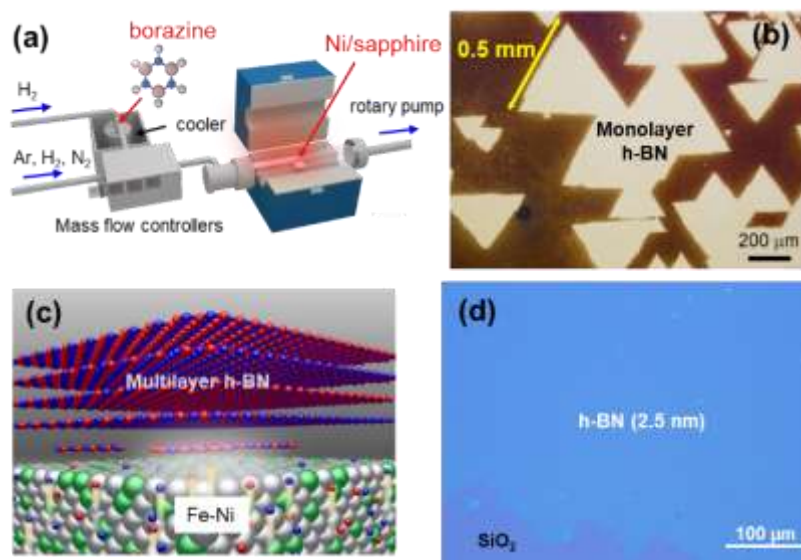 (a)
borazine
Ni/sapphire
H₂
cooler
rotary pump
Ar, H₂, N₂
Mass flow controllers
(b)
0.5 mm
Monolayer
h-BN
200 μm
(c)
Multilayer h-BN
Fe-Ni
(d)
h-BN (2.5 nm)
SiO₂
100 μm